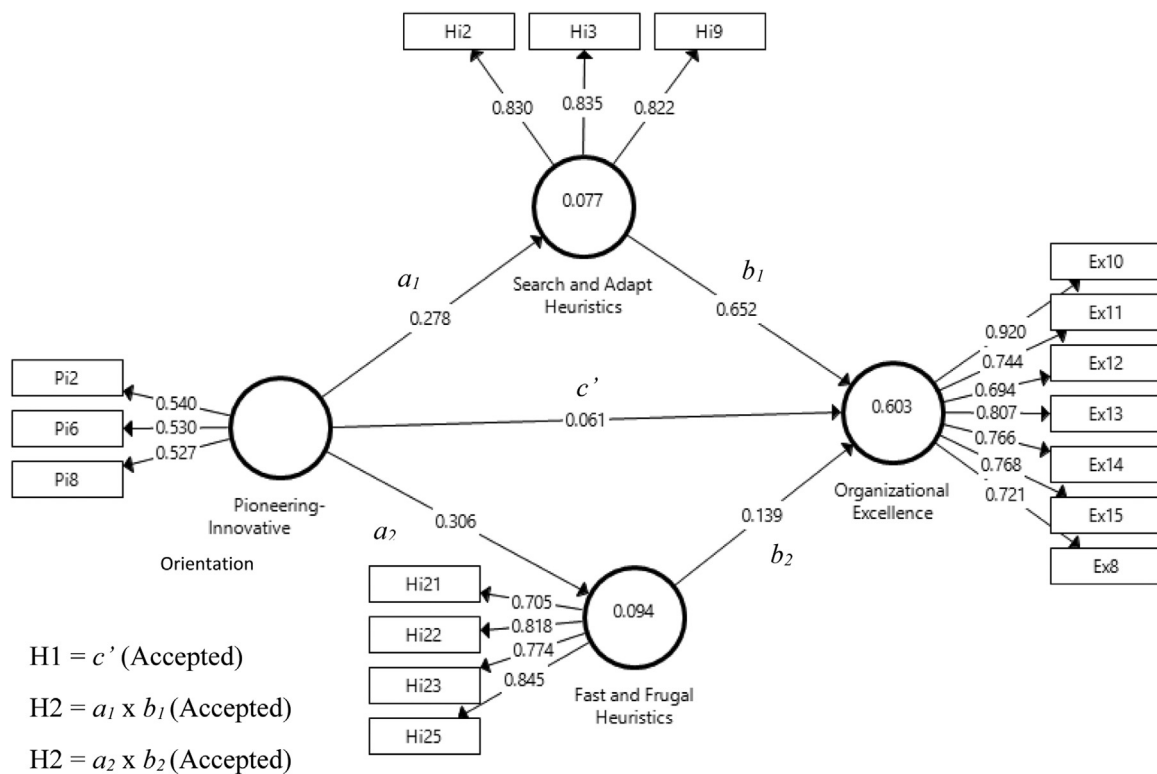 Hi2
Hi3
Hi9
0.830
0.835
0.822
0.077
Search and Adapt
Heuristics
a1
0.278
b1
0.652
Pi2
Pi6
Pi8
0.540
0.530
0.527
Pioneering-
Innovative
Orientation
c’
0.061
0.603
Organizational
Excellence
Ex10
Ex11
Ex12
Ex13
Ex14
Ex15
Ex8
0.920
0.744
0.694
0.807
0.766
0.768
0.721
a2
0.306
0.139
b2
Hi21
Hi22
Hi23
Hi25
0.705
0.818
0.774
0.845
0.094
Fast and Frugal
Heuristics
H1 = c’ (Accepted)
H2 = a1 x b1 (Accepted)
H2 = a2 x b2 (Accepted)